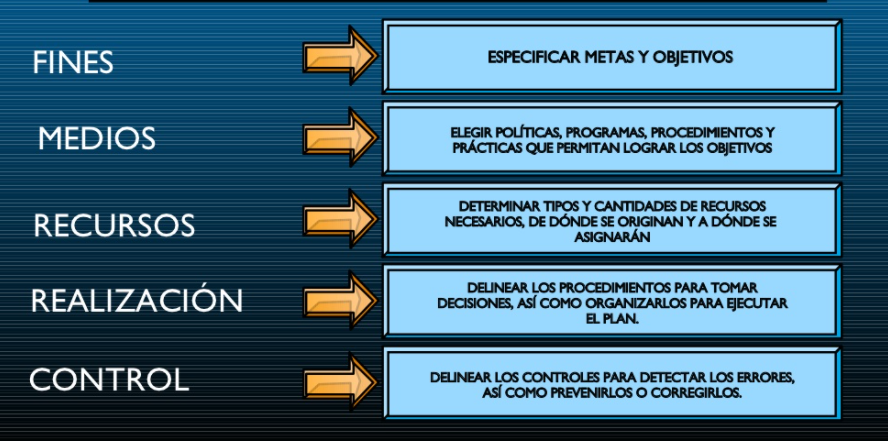 FINES
ESPECIFICAR METAS Y OBJETIVOS
MEDIOS
ELEGIR POLÍTICAS, PROGRAMAS, PROCEDIMIENTOS Y
PRÁCTICAS QUE PERMITAN LOGRAR LOS OBJETIVOS
RECURSOS
DETERMINAR TIPOS Y CANTIDADES DE RECURSOS
NECESARIOS, DE DÓNDE SE ORIGINAN Y A DÓNDE SE
ASIGNARÁN
REALIZACIÓN
DELINEAR LOS PROCEDIMIENTOS PARA TOMAR
DECISIONES, ASÍ COMO ORGANIZARLOS PARA EJECUTAR
EL PLAN.
CONTROL
DELINEAR LOS CONTROLES PARA DETECTAR LOS ERRORES,
ASÍ COMO PREVENIRLOS O CORREGIRLOS.